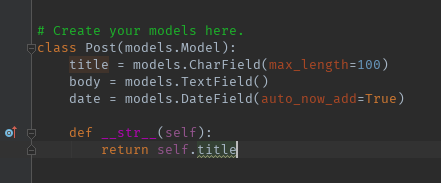 # Create your models here.
class Post(models.Model):
    title = models.CharField(max_length=100)
    body = models.TextField()
    date = models.DateField(auto_now_add=True)
    def __str__(self):
        return self.title